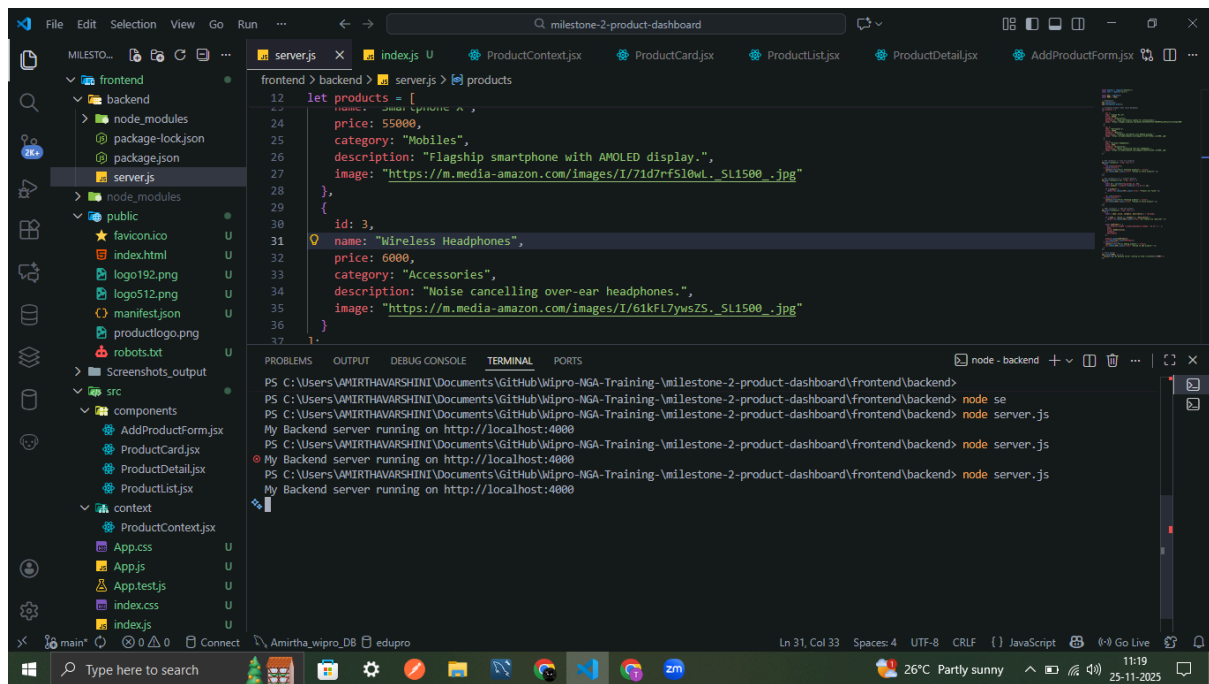 File Edit Selection View Go Run ··· ← → milestone-2-product-dashboard
MILESTO... ···
server.js × index.js U ProductContext.jsx ProductCard.jsx ProductList.jsx ProductDetail.jsx AddProductForm.jsx ···
frontend > backend > server.js > products
frontend
backend
node_modules
package-lock.json
package.json
server.js
node_modules
public
favicon.ico U
index.html U
logo192.png U
logo512.png U
manifest.json U
productlogo.png
robots.txt U
Screenshots_output
src
components
AddProductForm.jsx
ProductCard.jsx
ProductDetail.jsx
ProductList.jsx
context
ProductContext.jsx
App.css U
App.js U
App.test.js U
index.css U
index.js U
2K+
12 let products = [
23 name: "Smartphone X",
24 price: 55000,
25 category: "Mobiles",
26 description: "Flagship smartphone with AMOLED display.",
27 image: "https://m.media-amazon.com/images/I/71d7rfSl0wL._SL1500_.jpg"
28 },
29 {
30 id: 3,
31 name: "Wireless Headphones",
32 price: 6000,
33 category: "Accessories",
34 description: "Noise cancelling over-ear headphones.",
35 image: "https://m.media-amazon.com/images/I/61kFL7ywsZS._SL1500_.jpg"
36 }
37 ];
PROBLEMS OUTPUT DEBUG CONSOLE TERMINAL PORTS node - backend ···
PS C:\Users\AMIRTHAVARSHINI\Documents\GitHub\Wipro-NGA-Training-\milestone-2-product-dashboard\frontend\backend>
PS C:\Users\AMIRTHAVARSHINI\Documents\GitHub\Wipro-NGA-Training-\milestone-2-product-dashboard\frontend\backend> node se
PS C:\Users\AMIRTHAVARSHINI\Documents\GitHub\Wipro-NGA-Training-\milestone-2-product-dashboard\frontend\backend> node server.js
My Backend server running on http://localhost:4000
PS C:\Users\AMIRTHAVARSHINI\Documents\GitHub\Wipro-NGA-Training-\milestone-2-product-dashboard\frontend\backend> node server.js
My Backend server running on http://localhost:4000
PS C:\Users\AMIRTHAVARSHINI\Documents\GitHub\Wipro-NGA-Training-\milestone-2-product-dashboard\frontend\backend> node server.js
My Backend server running on http://localhost:4000
main* 0 0 Connect Amirtha_wipro_DB edupro Ln 31, Col 33 Spaces: 4 UTF-8 CRLF {} JavaScript Go Live
Type here to search zm 1 26°C Partly sunny 11:19
25-11-2025